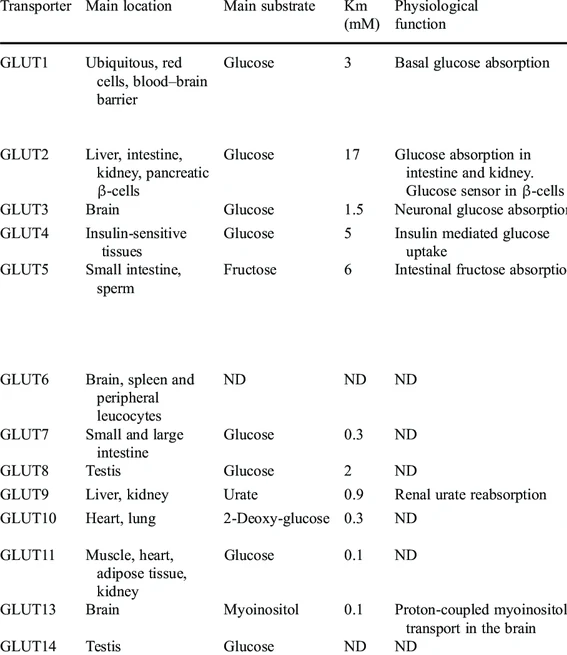 Transporter Main location Main substrate Km Physiological
(mM) function
GLUT1 Ubiquitous, red Glucose 3 Basal glucose absorption
cells, blood–brain
barrier
GLUT2 Liver, intestine, Glucose 17 Glucose absorption in
kidney, pancreatic intestine and kidney.
β-cells Glucose sensor in β-cells
GLUT3 Brain Glucose 1.5 Neuronal glucose absorption
GLUT4 Insulin-sensitive Glucose 5 Insulin mediated glucose
tissues uptake
GLUT5 Small intestine, Fructose 6 Intestinal fructose absorptio
sperm
GLUT6 Brain, spleen and ND ND ND
peripheral
leucocytes
GLUT7 Small and large Glucose 0.3 ND
intestine
GLUT8 Testis Glucose 2 ND
GLUT9 Liver, kidney Urate 0.9 Renal urate reabsorption
GLUT10 Heart, lung 2-Deoxy-glucose 0.3 ND
GLUT11 Muscle, heart, Glucose 0.1 ND
adipose tissue,
kidney
GLUT13 Brain Myoinositol 0.1 Proton-coupled myoinositol
transport in the brain
GLUT14 Testis Glucose ND ND